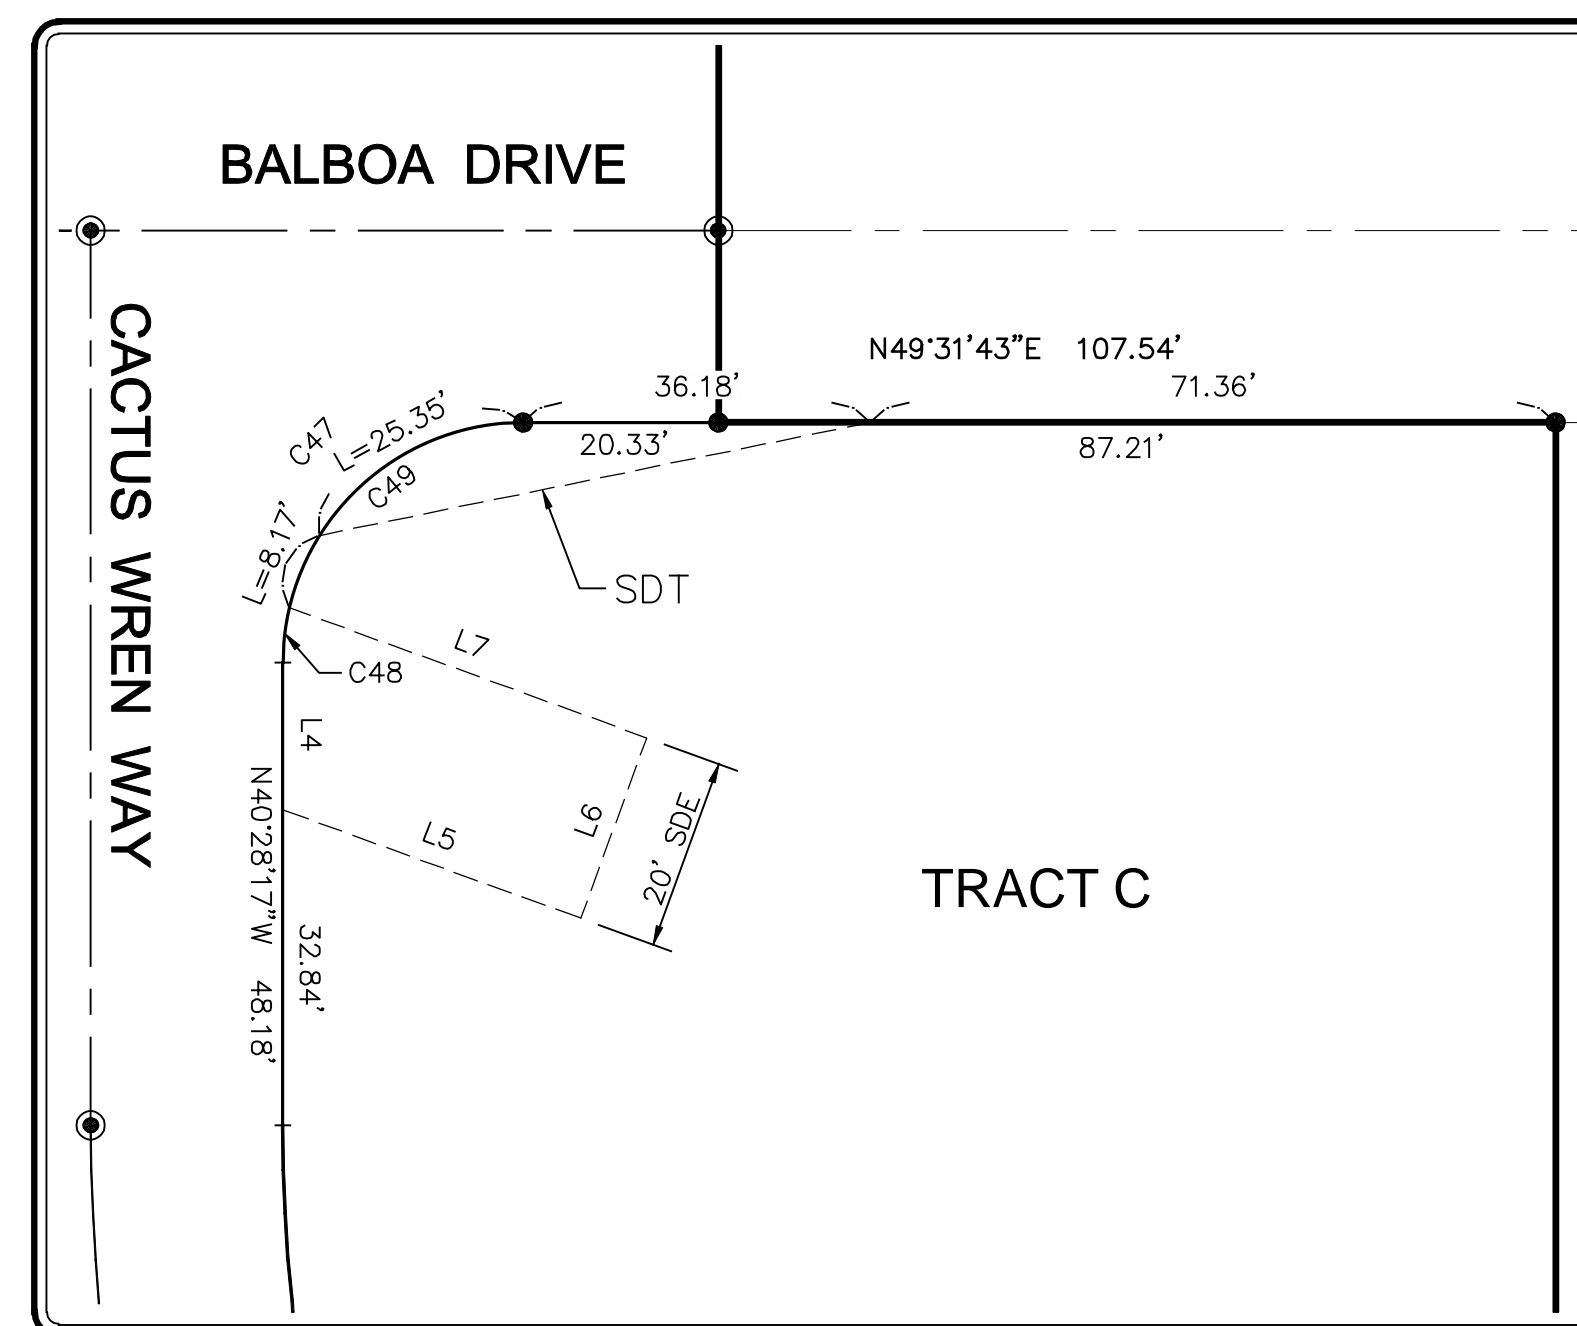 BALBOA DRIVE
CACTUS WREN WAY
N49°31'43"E 107.54'
36.18'
71.36'
20.33'
87.21'
C47
L=25.35'
C49
L=8.17'
SDT
L7
C48
L4
N40°28'17"W 48.18'
L5
L6
20' SDE
32.84'
TRACT C